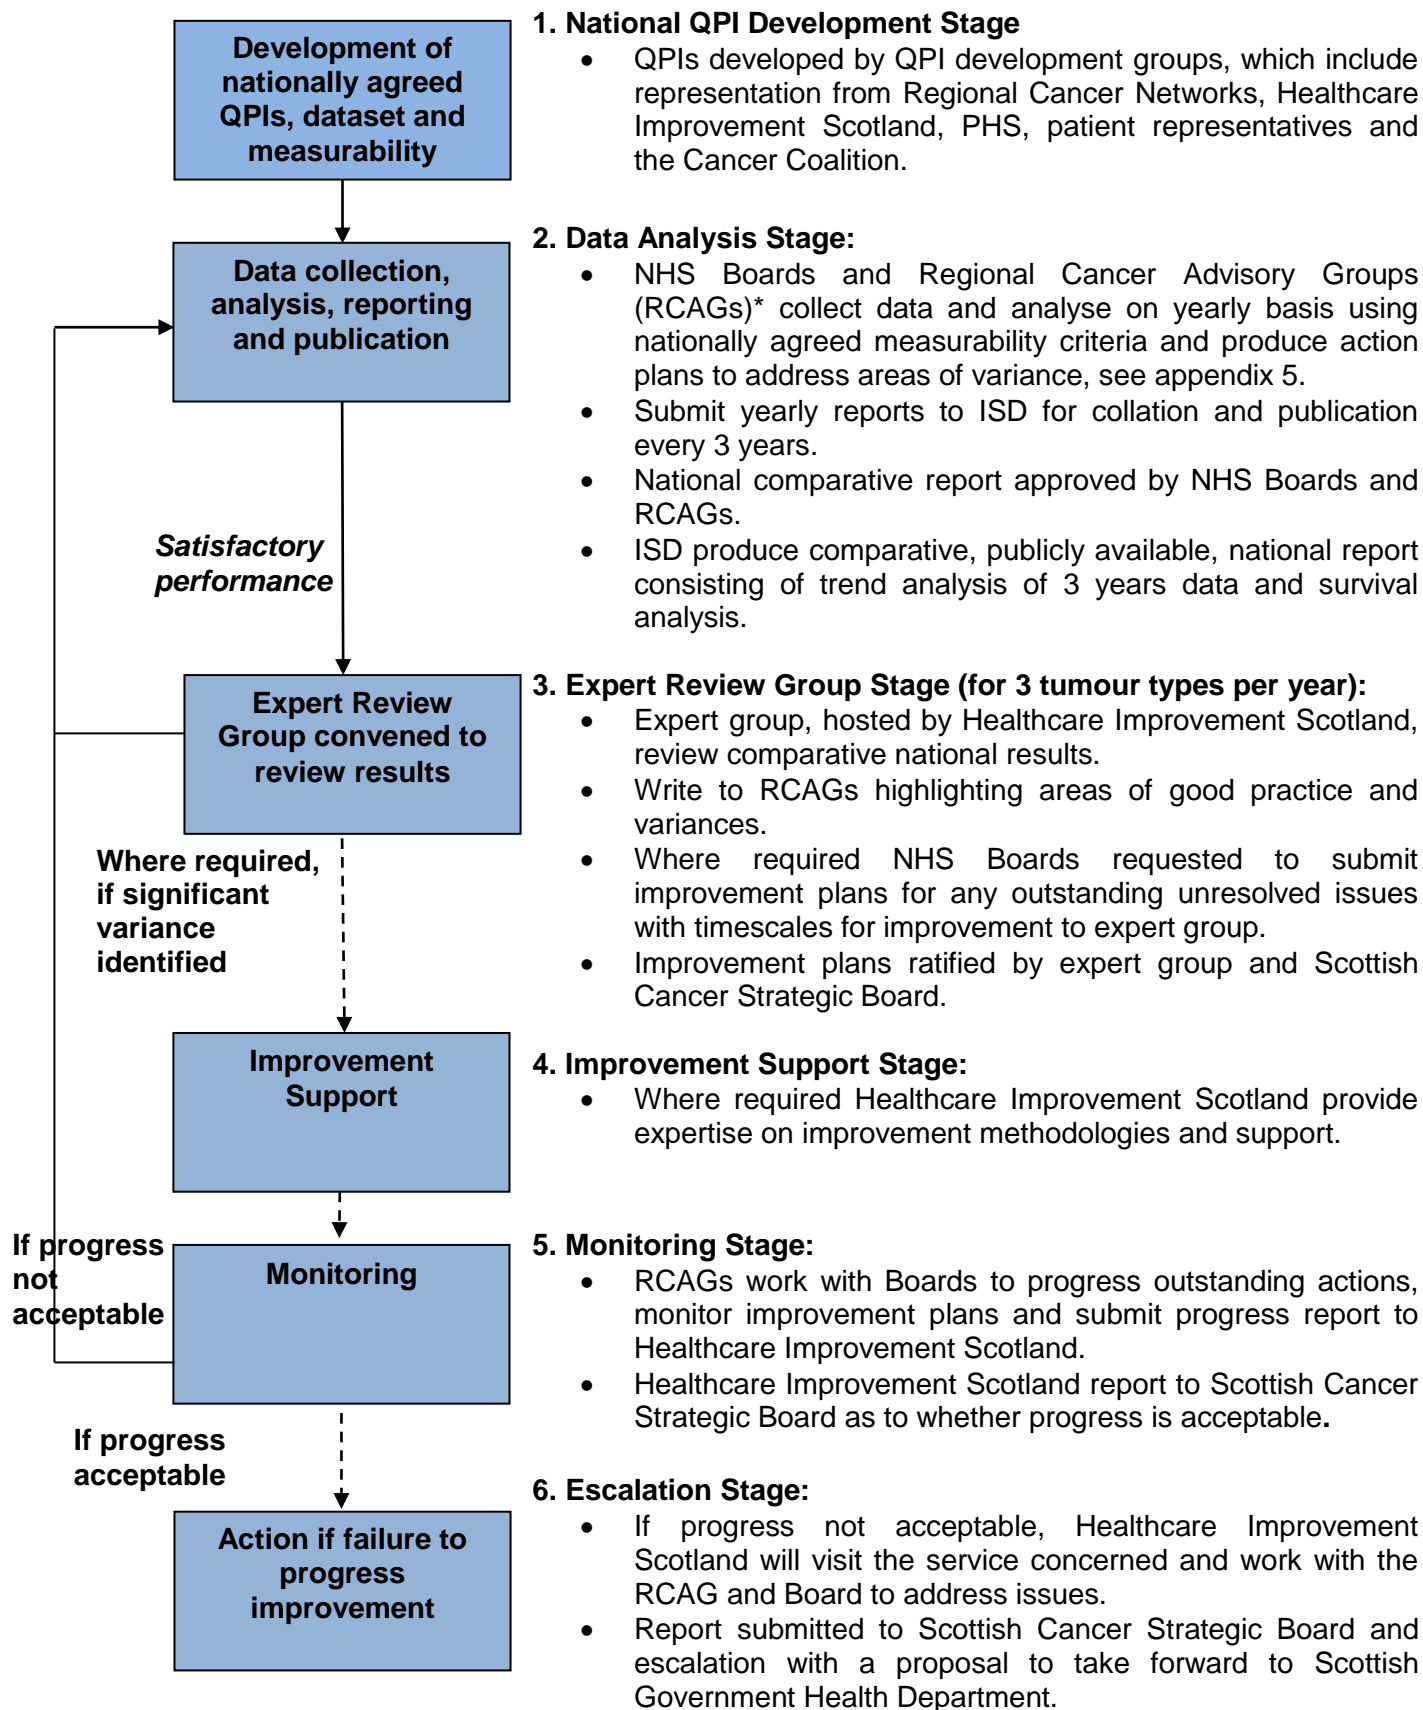 Development of
nationally agreed
QPIs, dataset and
measurability
1. National QPI Development Stage
• QPIs developed by QPI development groups, which include
representation from Regional Cancer Networks, Healthcare
Improvement Scotland, PHS, patient representatives and
the Cancer Coalition.
Data collection,
analysis, reporting
and publication
2. Data Analysis Stage:
• NHS Boards and Regional Cancer Advisory Groups
(RCAGs)* collect data and analyse on yearly basis using
nationally agreed measurability criteria and produce action
plans to address areas of variance, see appendix 5.
• Submit yearly reports to ISD for collation and publication
every 3 years.
• National comparative report approved by NHS Boards and
RCAGs.
• ISD produce comparative, publicly available, national report
consisting of trend analysis of 3 years data and survival
analysis.
Satisfactory
performance
Expert Review
Group convened to
review results
3. Expert Review Group Stage (for 3 tumour types per year):
• Expert group, hosted by Healthcare Improvement Scotland,
review comparative national results.
• Write to RCAGs highlighting areas of good practice and
variances.
• Where required NHS Boards requested to submit
improvement plans for any outstanding unresolved issues
with timescales for improvement to expert group.
• Improvement plans ratified by expert group and Scottish
Cancer Strategic Board.
Where required,
if significant
variance
identified
Improvement
Support
4. Improvement Support Stage:
• Where required Healthcare Improvement Scotland provide
expertise on improvement methodologies and support.
If progress
not
acceptable
Monitoring
5. Monitoring Stage:
• RCAGs work with Boards to progress outstanding actions,
monitor improvement plans and submit progress report to
Healthcare Improvement Scotland.
• Healthcare Improvement Scotland report to Scottish Cancer
Strategic Board as to whether progress is acceptable.
If progress
acceptable
Action if failure to
progress
improvement
6. Escalation Stage:
• If progress not acceptable, Healthcare Improvement
Scotland will visit the service concerned and work with the
RCAG and Board to address issues.
• Report submitted to Scottish Cancer Strategic Board and
escalation with a proposal to take forward to Scottish
Government Health Department.